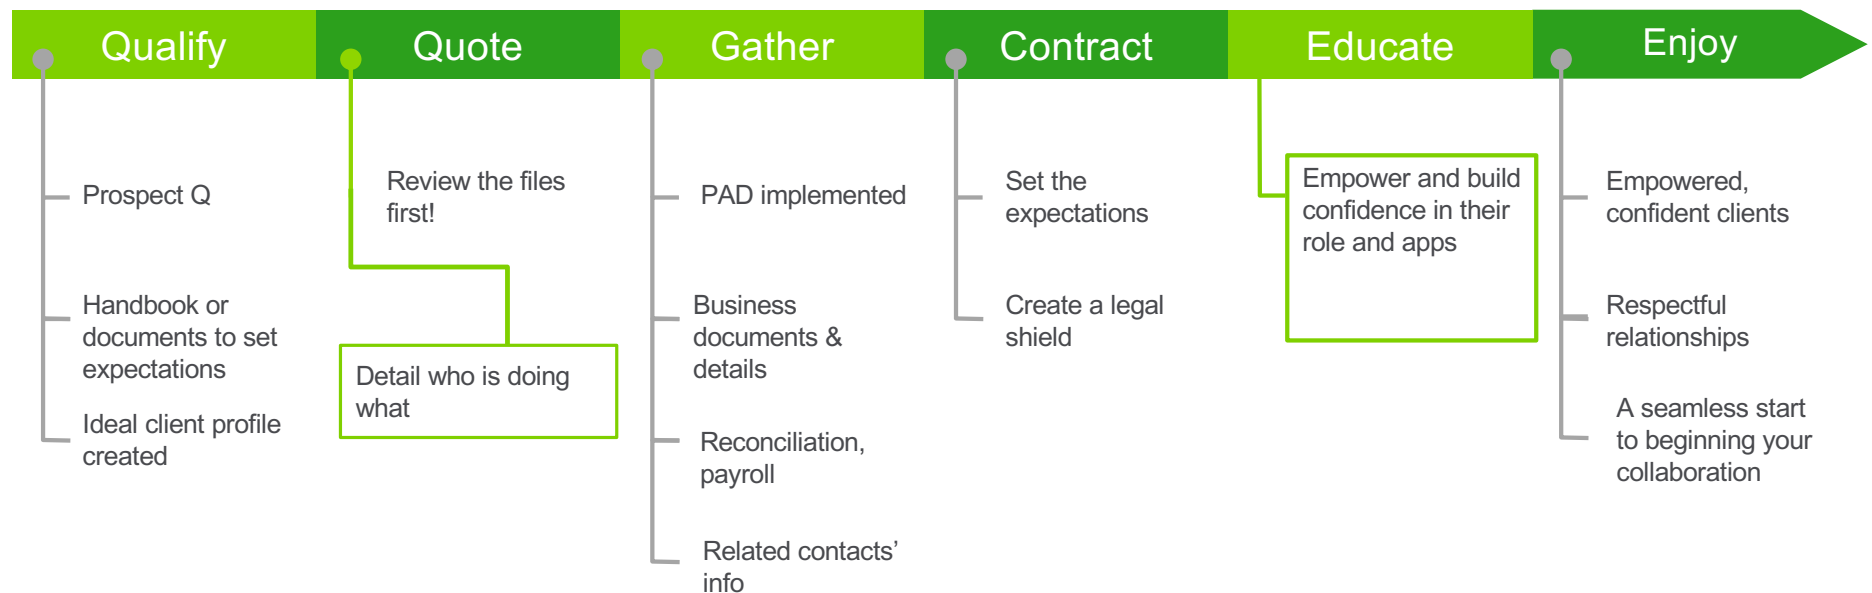 Qualify
Quote
Gather
Contract
Educate
Enjoy
Prospect Q
Handbook or
documents to set
expectations
Ideal client profile
created
Review the files
first!
Detail who is doing
what
PAD implemented
Business
documents &
details
Reconciliation,
payroll
Related contacts’
info
Set the
expectations
Create a legal
shield
Empower and build
confidence in their
role and apps
Empowered,
confident clients
Respectful
relationships
A seamless start
to beginning your
collaboration